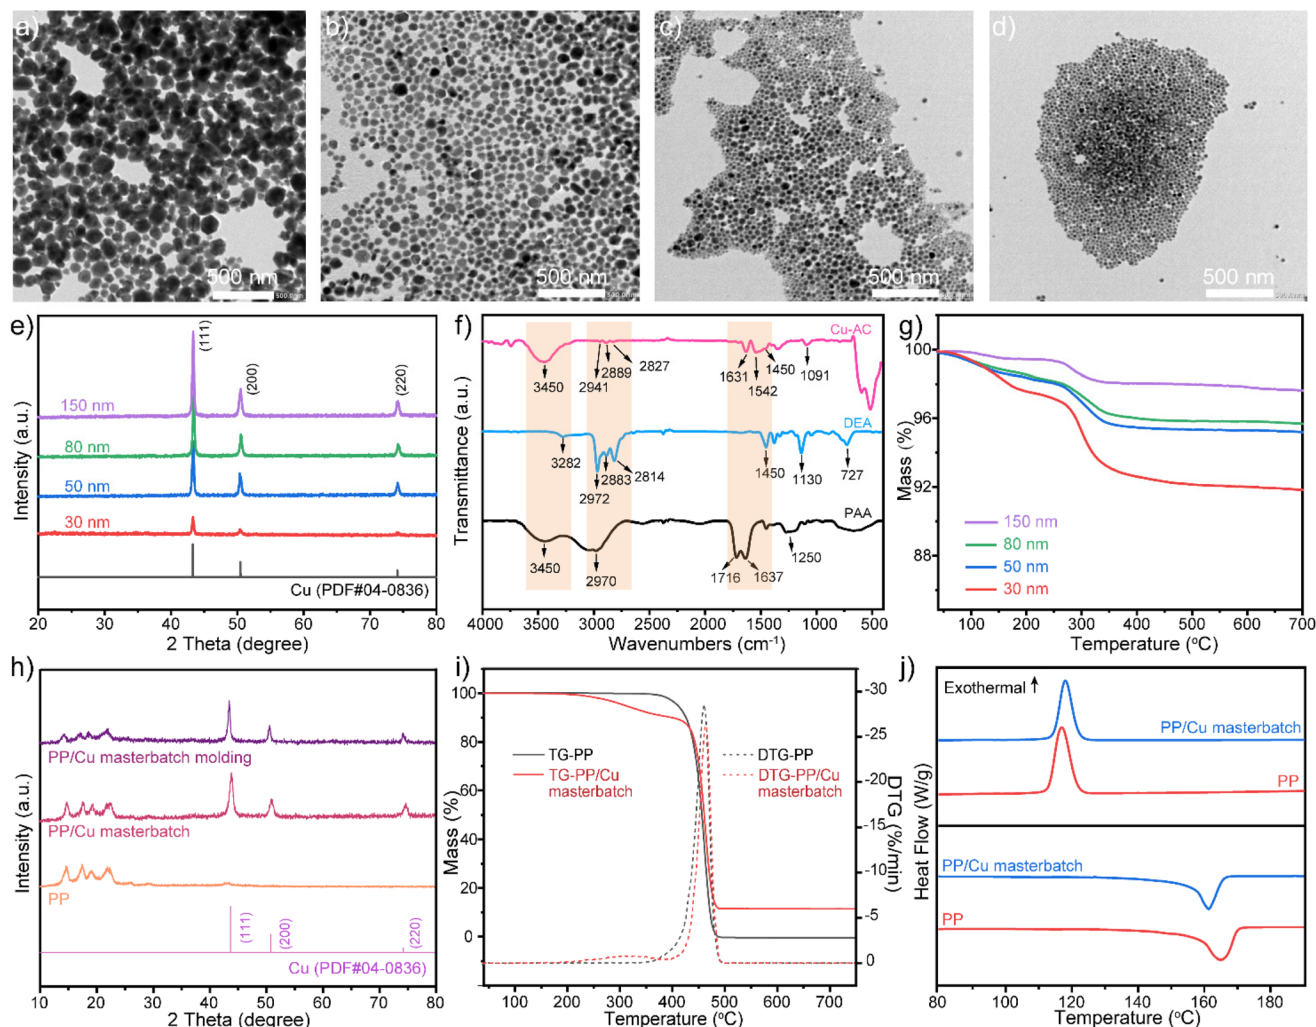 a)
b)
c)
d)
500 nm
500 nm
500 nm
500 nm
e)
(111)
(200)
(220)
150 nm
80 nm
50 nm
30 nm
Cu (PDF#04-0836)
Intensity (a.u.)
20 30 40 50 60 70 80
2 Theta (degree)
f)
Cu-AC
3450
2941
2889
2827
1631
1542
1450
1091
DEA
3282
2972
2883
2814
1450
1130
727
PAA
3450
2970
1716
1637
1250
Transmittance (a.u.)
4000 3500 3000 2500 2000 1500 1000 500
Wavenumbers (cm⁻¹)
g)
100
96
92
88
Mass (%)
150 nm
80 nm
50 nm
30 nm
100 200 300 400 500 600 700
Temperature (°C)
h)
PP/Cu masterbatch molding
PP/Cu masterbatch
PP
(111)
(200)
(220)
Cu (PDF#04-0836)
Intensity (a.u.)
10 20 30 40 50 60 70 80
2 Theta (degree)
i)
100
80
60
40
20
0
Mass (%)
TG-PP
TG-PP/Cu
masterbatch
DTG-PP
DTG-PP/Cu
masterbatch
-30
-25
-20
-15
-10
-5
0
DTG (%/min)
100 200 300 400 500 600 700
Temperature (°C)
j)
Exothermal
PP/Cu masterbatch
PP
PP/Cu masterbatch
PP
Heat Flow (W/g)
80 100 120 140 160 180
Temperature (°C)